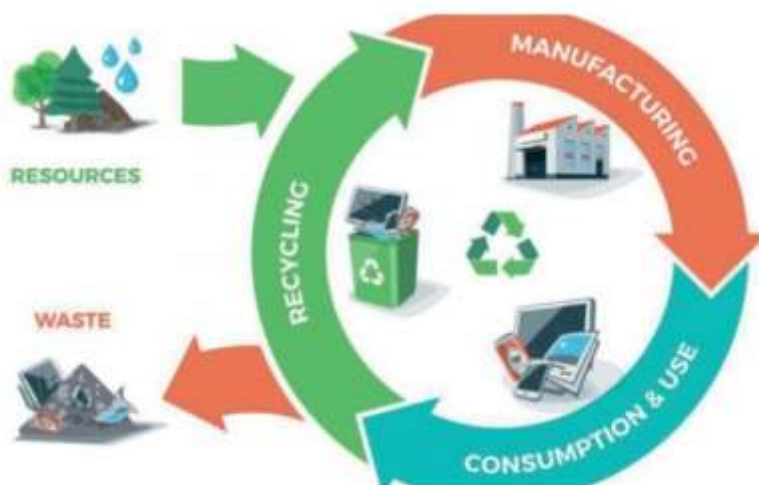 MANUFACTURING
RESOURCES
RECYCLING
WASTE
CONSUMPTION & USE